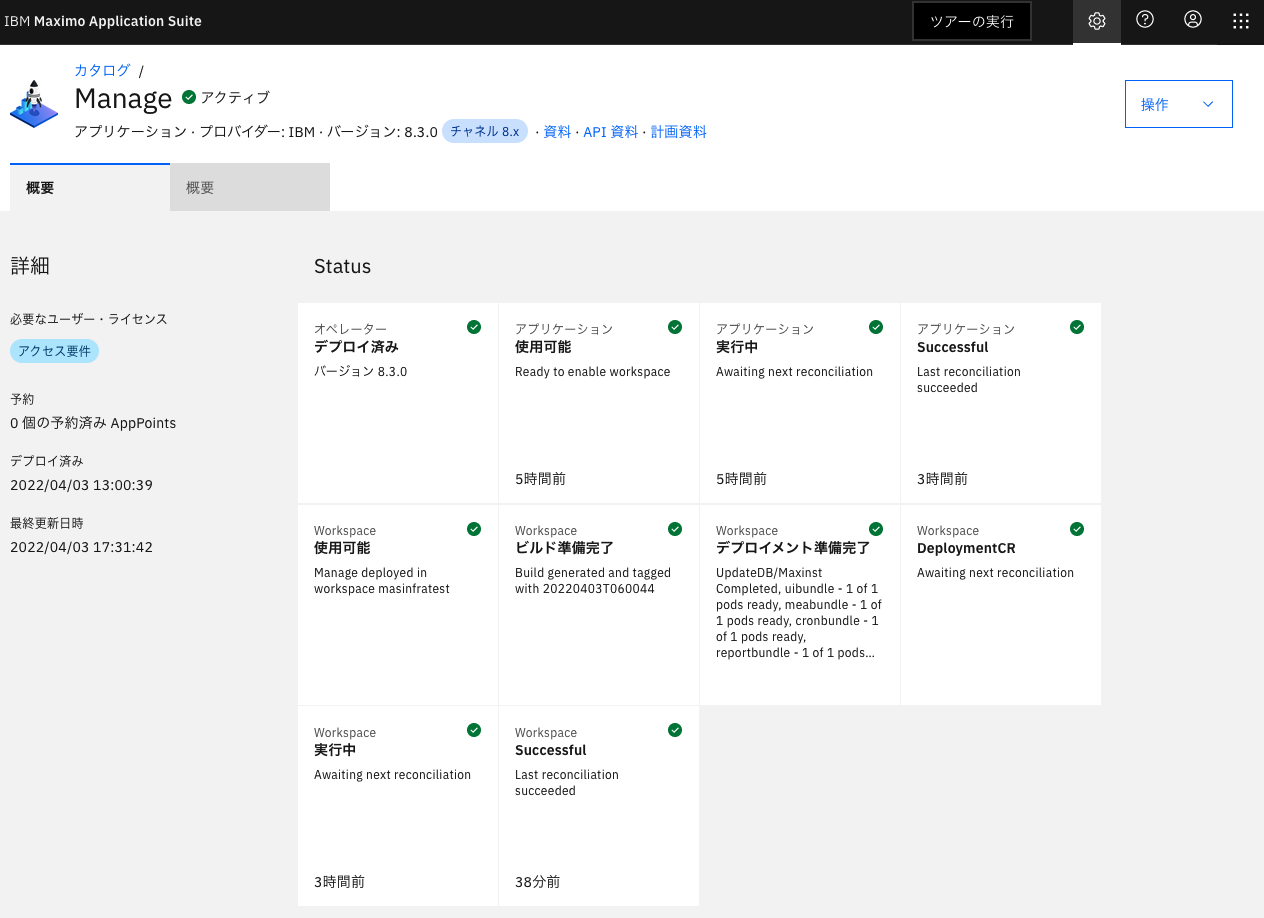 IBM Maximo Application Suite
ツアーの実行
カタログ /
Manage アクティブ
操作
アプリケーション · プロバイダー: IBM · バージョン: 8.3.0 チャネル 8.x · 資料 · API 資料 · 計画資料
概要
概要
詳細
必要なユーザー・ライセンス
アクセス要件
予約
0 個の予約済み AppPoints
デプロイ済み
2022/04/03 13:00:39
最終更新日時
2022/04/03 17:31:42
Status
オペレーター
デプロイ済み
バージョン 8.3.0
アプリケーション
使用可能
Ready to enable workspace
5時間前
アプリケーション
実行中
Awaiting next reconciliation
5時間前
アプリケーション
Successful
Last reconciliation
succeeded
3時間前
Workspace
使用可能
Manage deployed in
workspace masinfratest
Workspace
ビルド準備完了
Build generated and tagged
with 20220403T060044
Workspace
デプロイメント準備完了
UpdateDB/Maxinst
Completed, uibundle - 1 of 1
pods ready, meabundle - 1 of
1 pods ready, cronbundle - 1
of 1 pods ready,
reportbundle - 1 of 1 pods...
Workspace
DeploymentCR
Awaiting next reconciliation
Workspace
実行中
Awaiting next reconciliation
3時間前
Workspace
Successful
Last reconciliation
succeeded
38分前